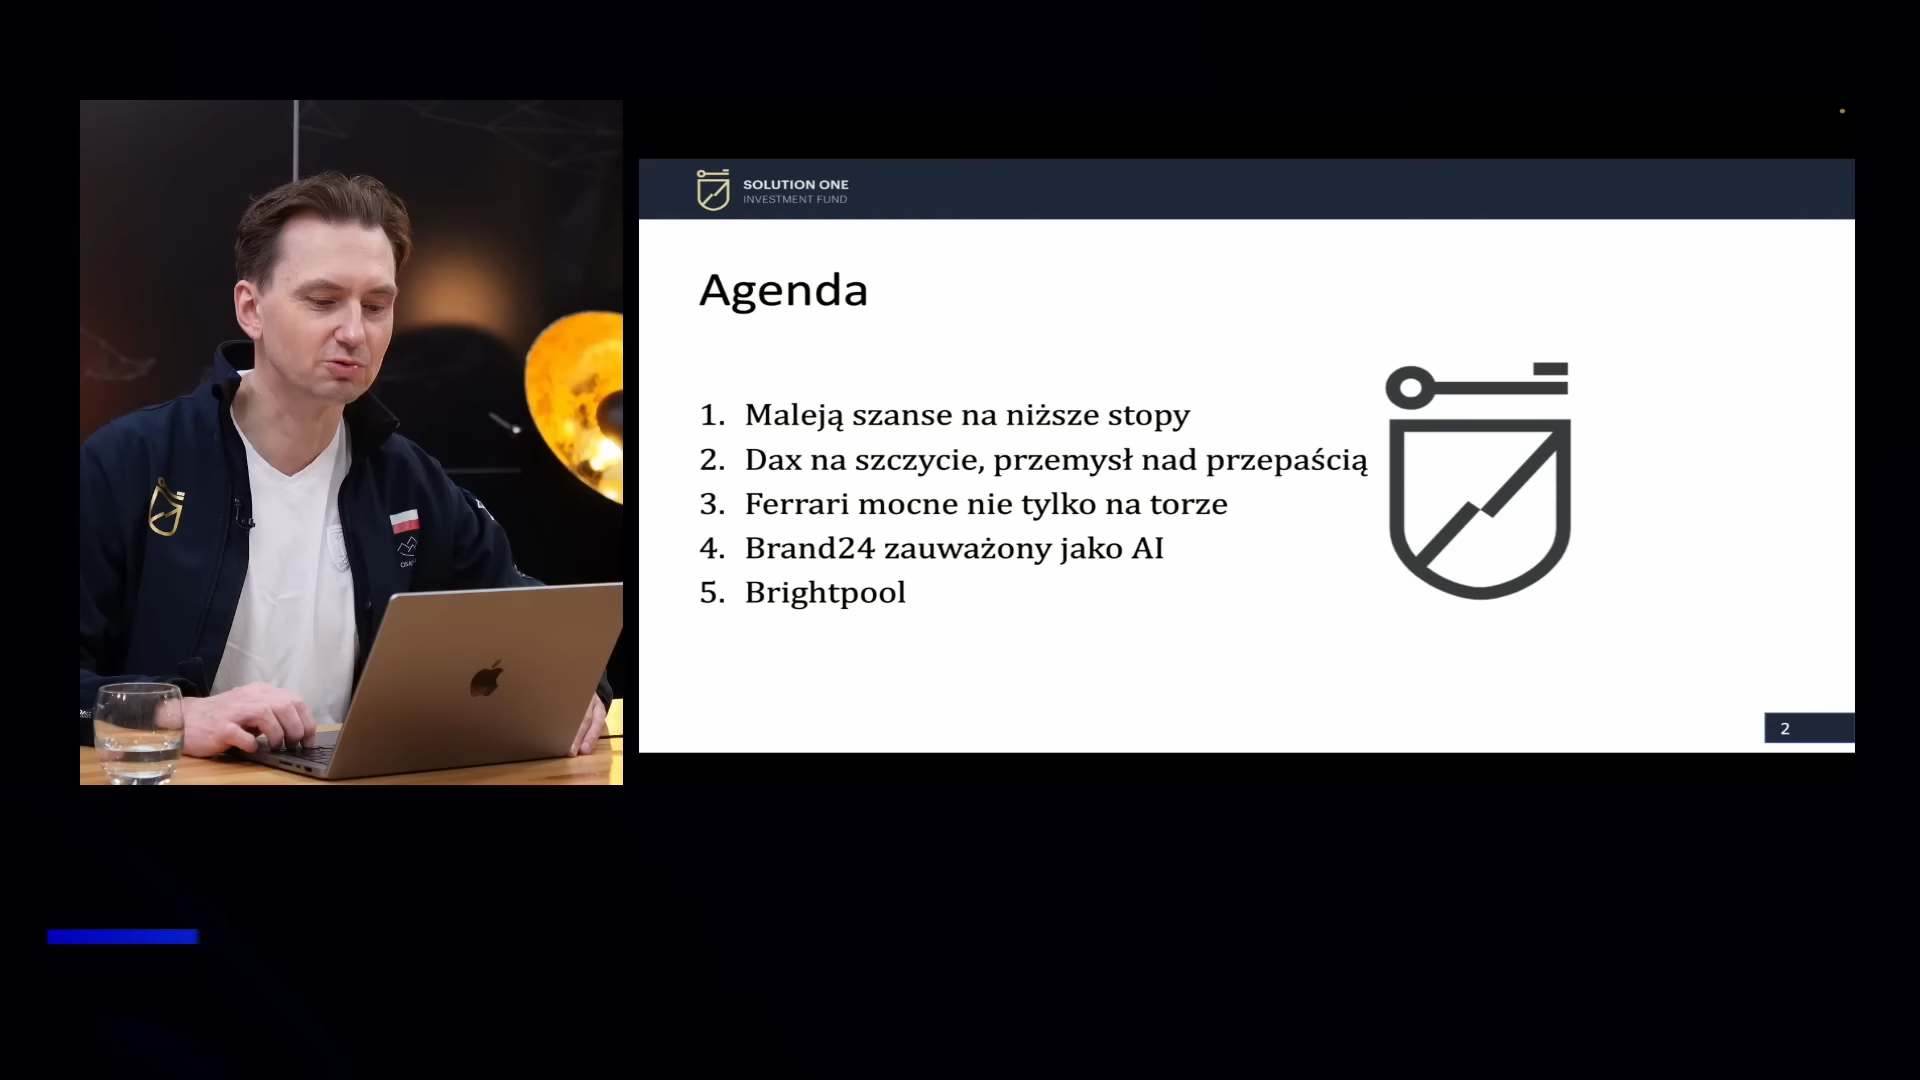 SOLUTION ONE
INVESTMENT FUND
Agenda
1. Maleją szanse na niższe stopy
2. Dax na szczycie, przemysł nad przepaścią
3. Ferrari mocne nie tylko na torze
4. Brand24 zauważony jako AI
5. Brightpool
2